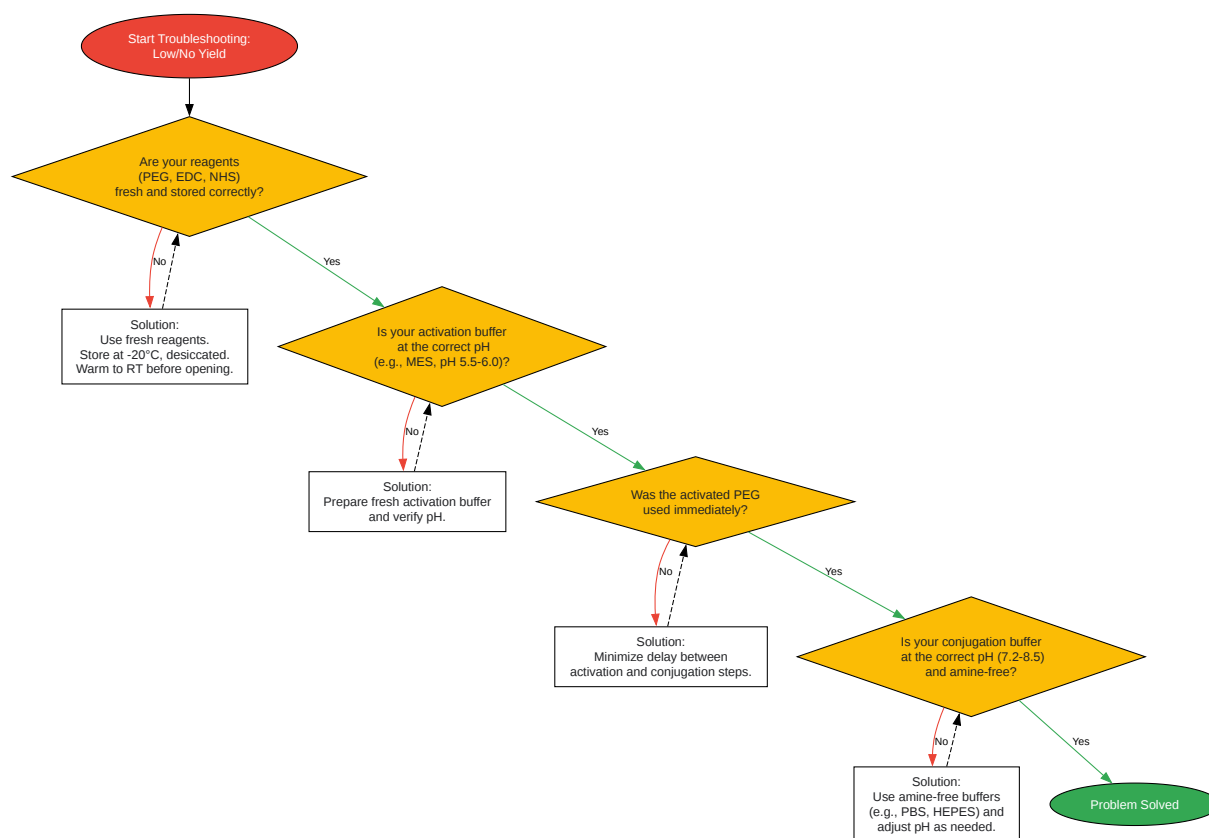 Start Troubleshooting:
Low/No Yield
Are your reagents
(PEG, EDC, NHS)
fresh and stored correctly?
No
Yes
Solution:
Use fresh reagents.
Store at -20°C, desiccated.
Warm to RT before opening.
Is your activation buffer
at the correct pH
(e.g., MES, pH 5.5-6.0)?
No
Yes
Solution:
Prepare fresh activation buffer
and verify pH.
Was the activated PEG
used immediately?
No
Yes
Solution:
Minimize delay between
activation and conjugation steps.
Is your conjugation buffer
at the correct pH (7.2-8.5)
and amine-free?
No
Yes
Solution:
Use amine-free buffers
(e.g., PBS, HEPES) and
adjust pH as needed.
Problem Solved